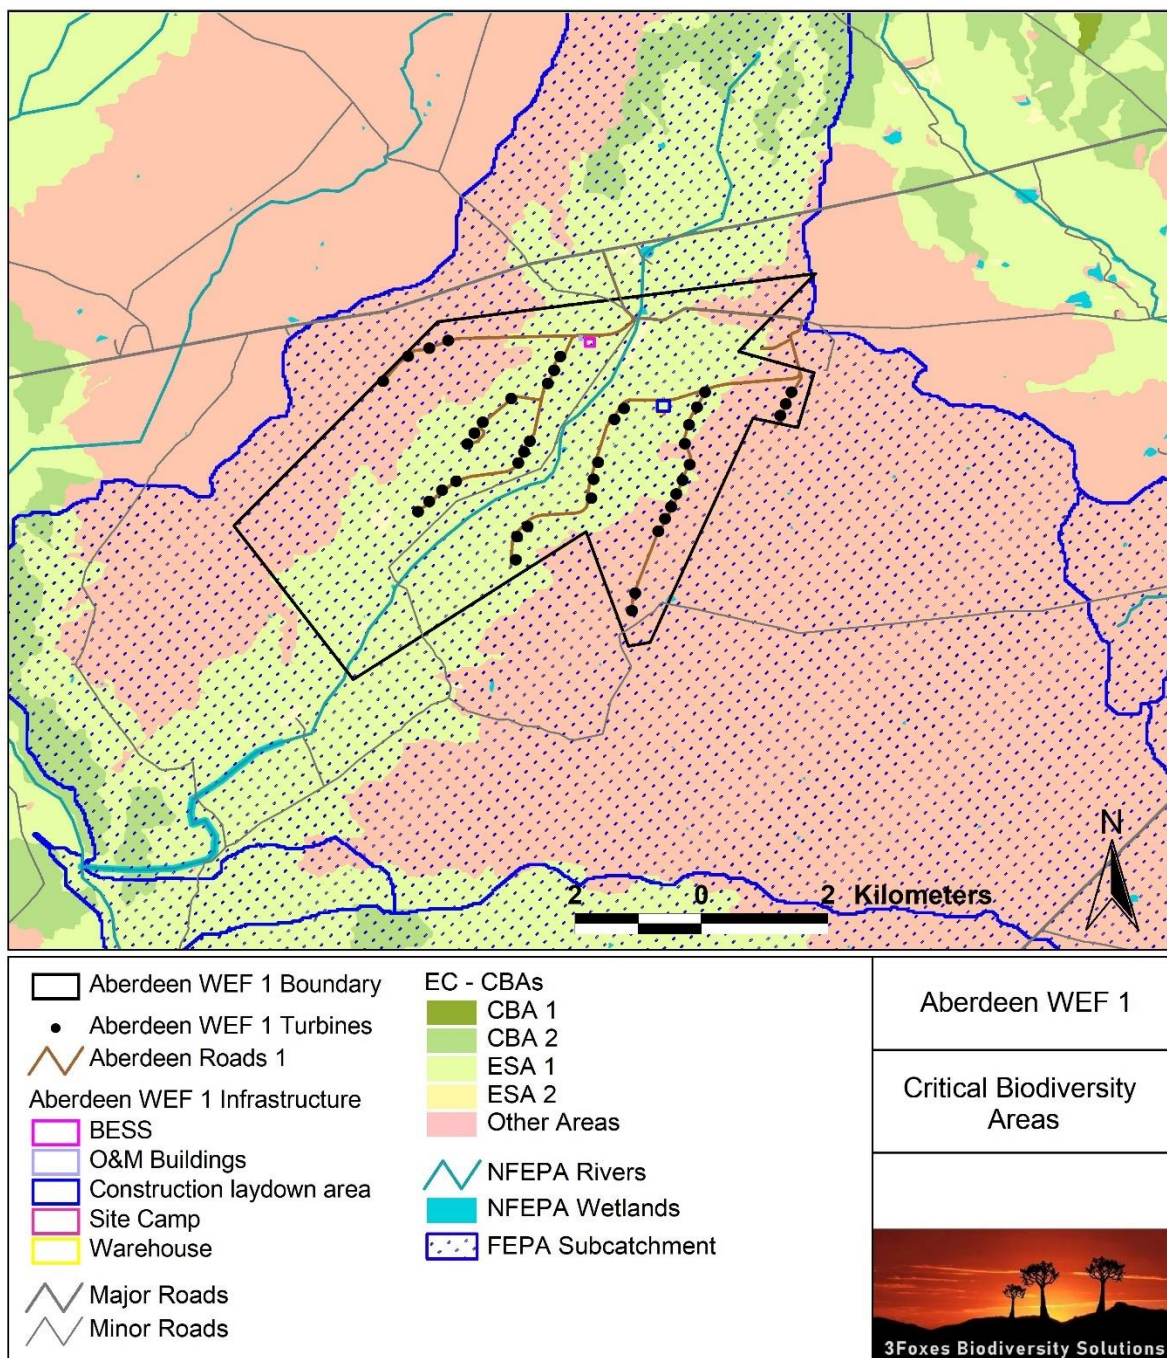 N
2 0 2 Kilometers
Aberdeen WEF 1 Boundary
Aberdeen WEF 1 Turbines
Aberdeen Roads 1
Aberdeen WEF 1 Infrastructure
BESS
O&M Buildings
Construction laydown area
Site Camp
Warehouse
Major Roads
Minor Roads
EC - CBAs
CBA 1
CBA 2
ESA 1
ESA 2
Other Areas
NFEPA Rivers
NFEPA Wetlands
FEPA Subcatchment
Aberdeen WEF 1
Critical Biodiversity
Areas
3Foxes Biodiversity Solutions